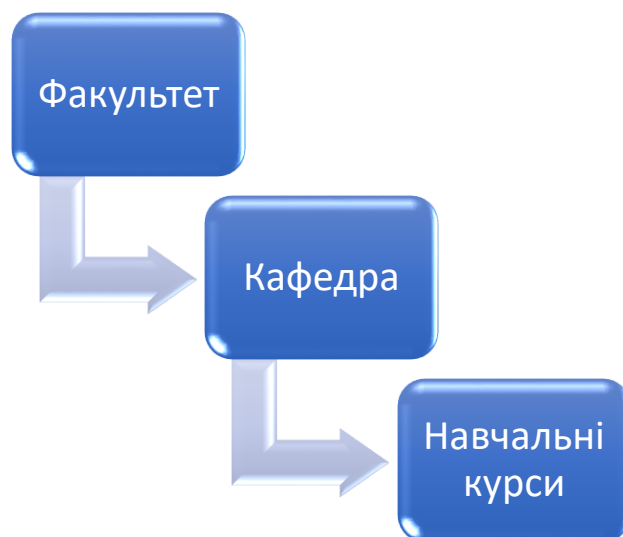 Факультет
Кафедра
Навчальні
курси